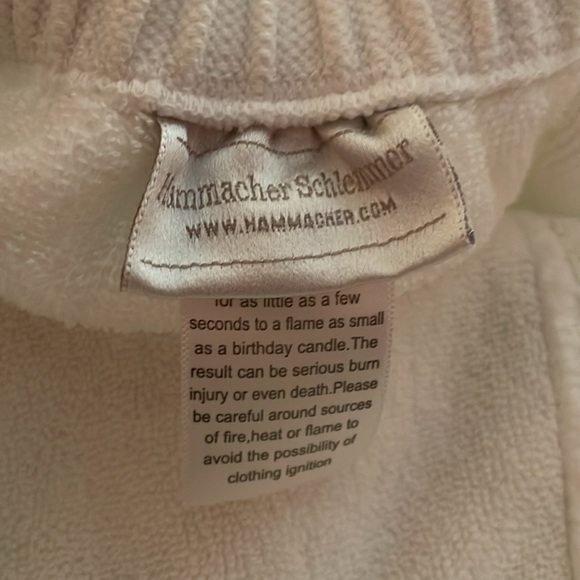 Hammacher Schlemmer
WWW.HAMMACHER.COM
for as little as a few
seconds to a flame as small
as a birthday candle.The
result can be serious burn
injury or even death.Please
be careful around sources
of fire,heat or flame to
avoid the possibility of
clothing ignition